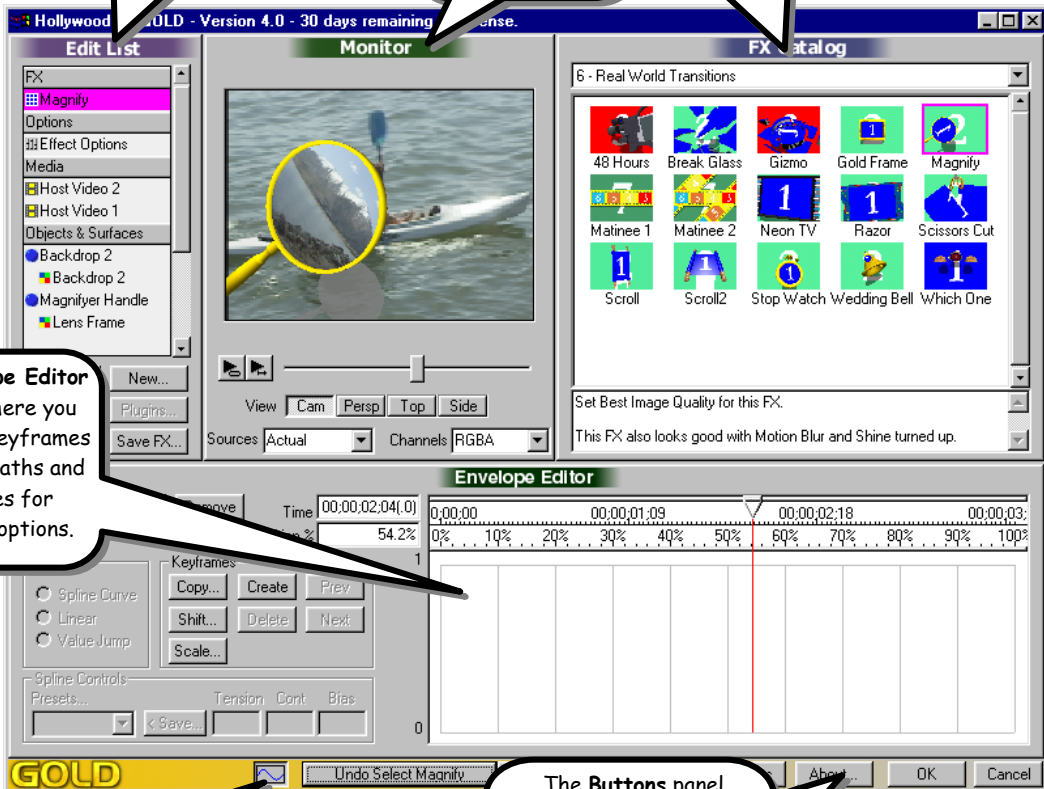 Hollywood GOLD - Version 4.0 - 30 days remaining ense.
Edit List
FX
Magnify
Options
Effect Options
Media
Host Video 2
Host Video 1
Objects & Surfaces
Backdrop 2
Backdrop 2
Magnifyer Handle
Lens Frame
New...
Plugins...
Save FX...
Monitor
View Cam Persp Top Side
Sources Actual Channels RGBA
FX Catalog
6 - Real World Transitions
48 Hours Break Glass Gizmo Gold Frame Magnify
Matinee 1 Matinee 2 Neon TV Razor Scissors Cut
Scroll Scroll2 Stop Watch Wedding Bell Which One
Set Best Image Quality for this FX.
This FX also looks good with Motion Blur and Shine turned up.
Editor
here you
eyframes
aths and
es for
options.
Envelope Editor
Remove Time 00;00;02;04(.0)
% 54.2%
0;00;00 00;00;01;09 00;00;02;18 00;00;03;
0% 10% 20% 30% 40% 50% 60% 70% 80% 90% 100%
1
0
Spline Curve
Linear
Value Jump
Keyframes
Copy... Create Prev
Shift... Delete Next
Scale...
Spline Controls
Presets... Tension Cont Bias
< Save...
GOLD
Undo Select Magnify
The Buttons panel
About...
OK
Cancel